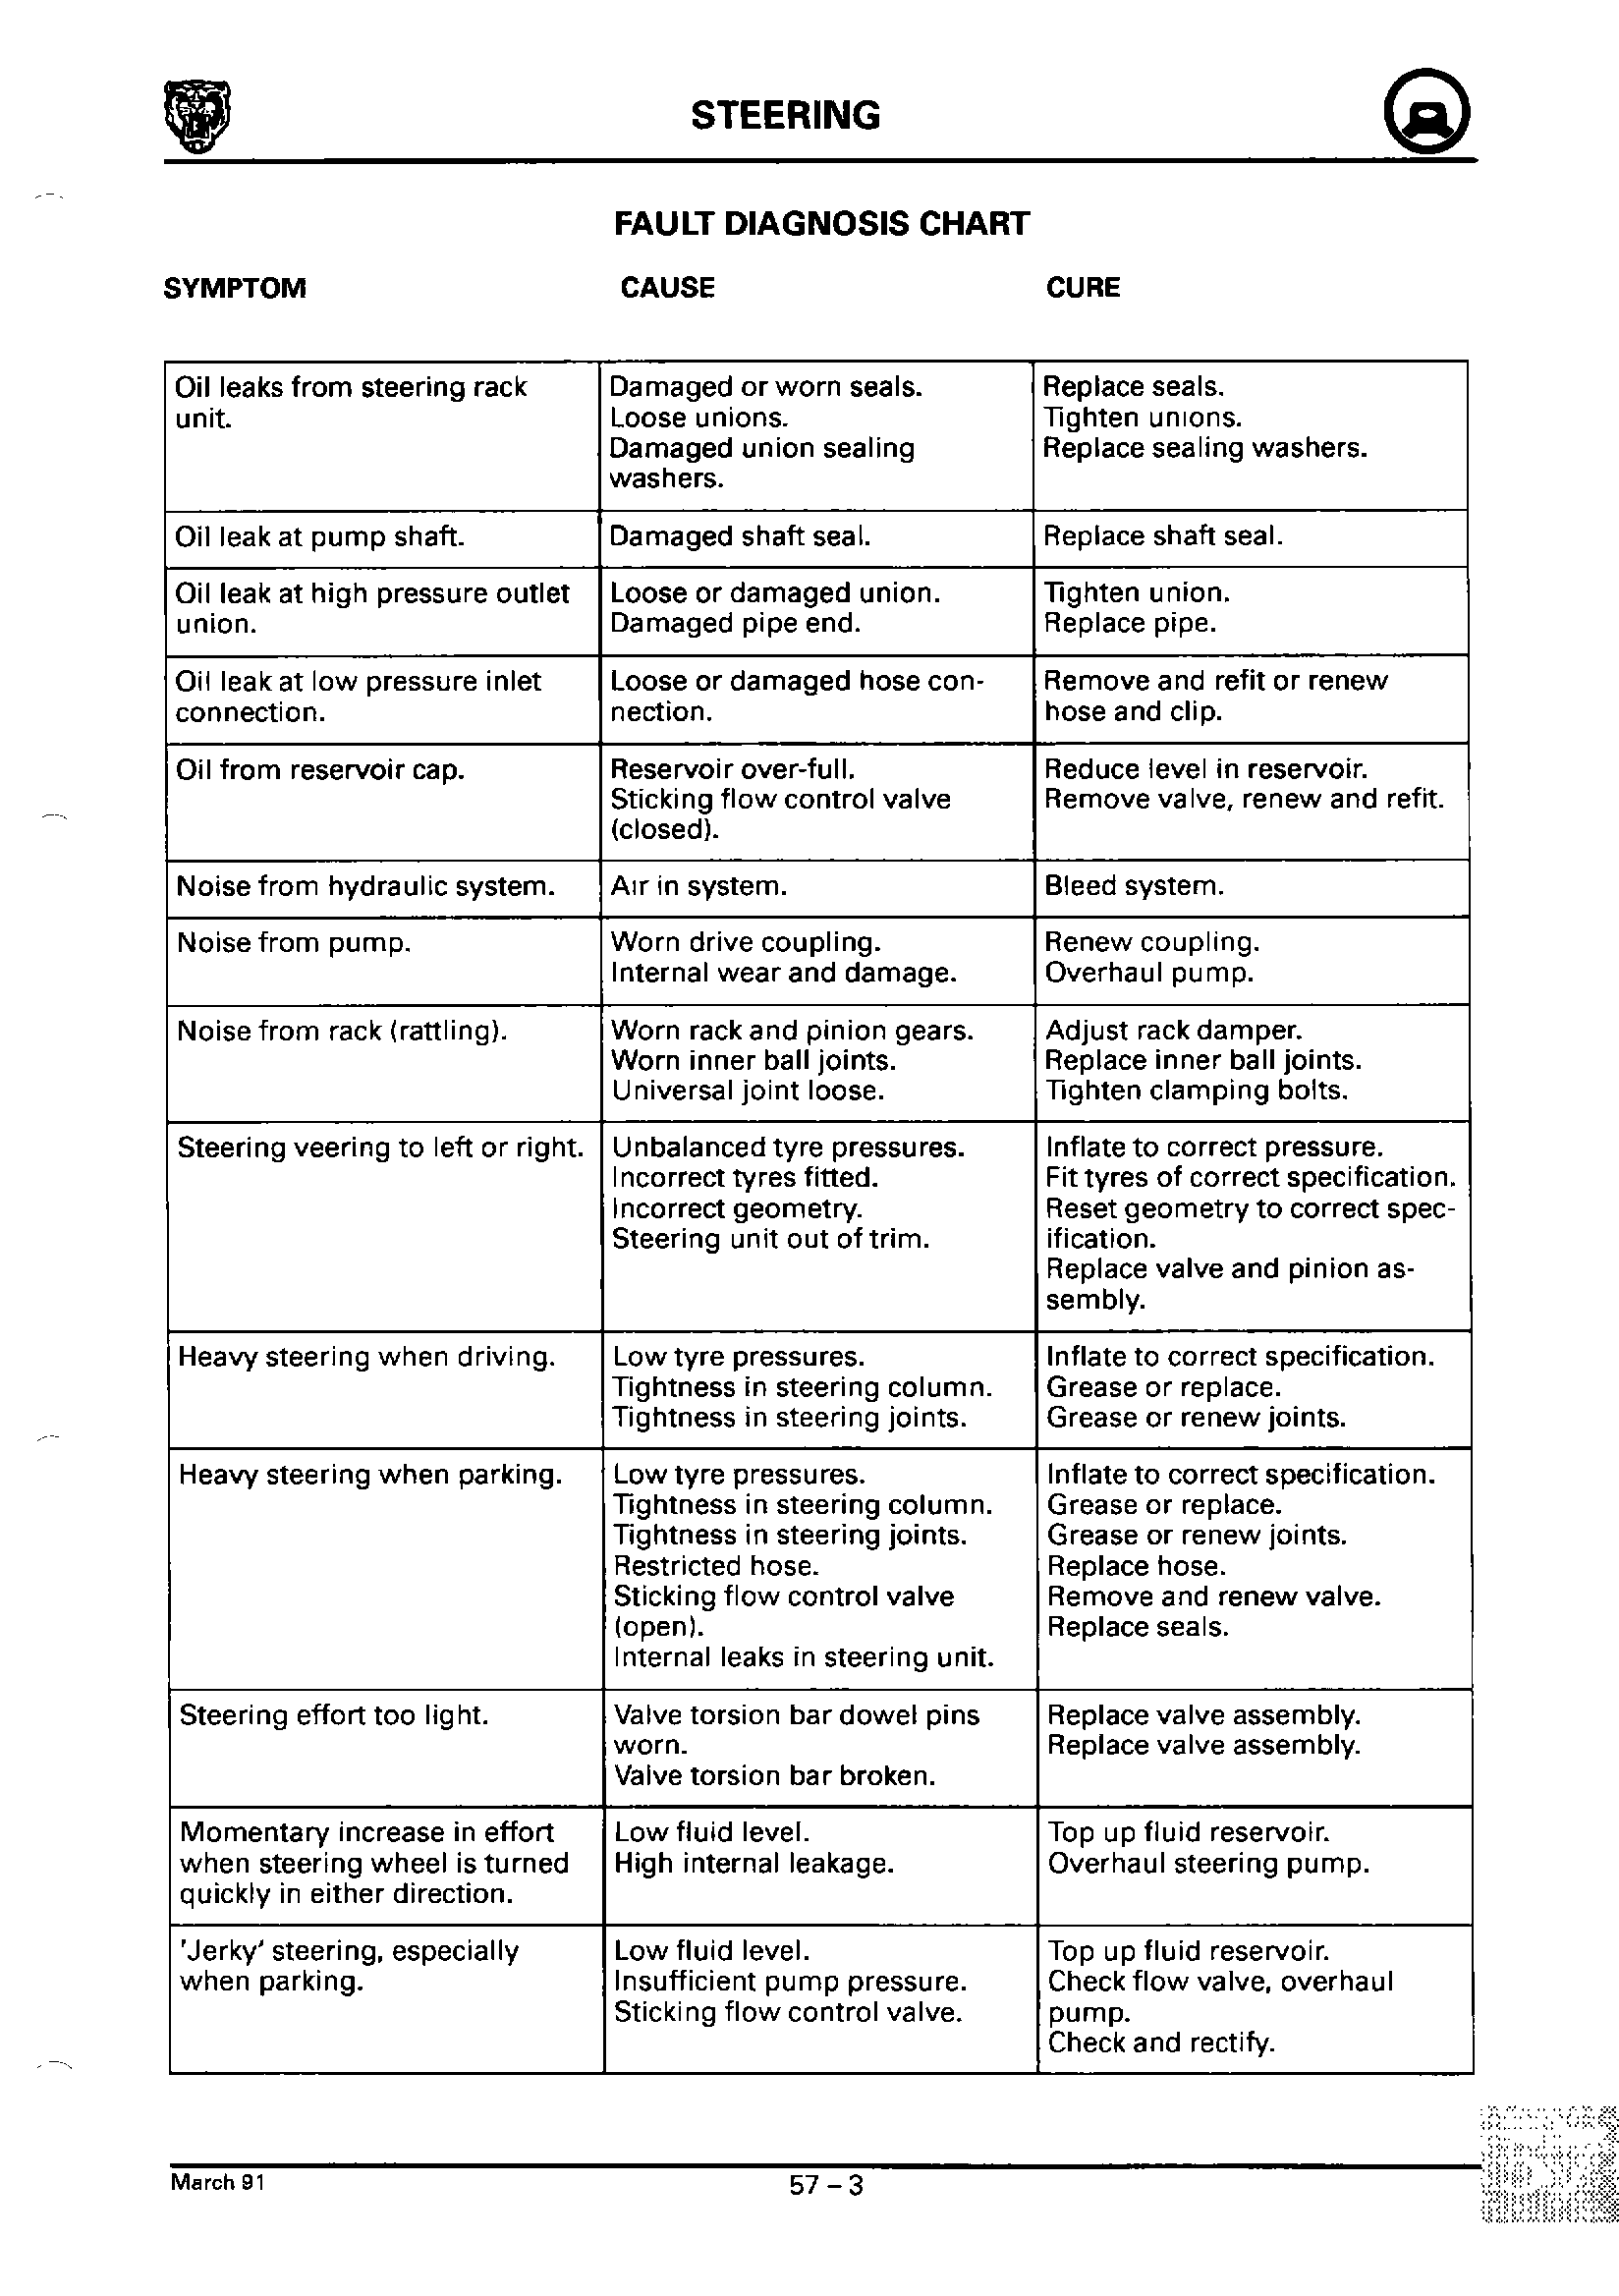 STEERING
FAULT DIAGNOSIS CHART
SYMPTOM CAUSE CURE
Oil leaks from steering rack
unit.
Damaged or worn seals.
Loose unions.
Damaged union sealing
washers.
Replace seals.
Tighten unions.
Replace sealing washers.
Oil leak at pump shaft.
Damaged shaft seal.
Replace shaft seal.
Oil leak at high pressure outlet
union.
Loose or damaged union.
Damaged pipe end.
Tighten union.
Replace pipe.
Oil leak at low pressure inlet
connection.
Loose or damaged hose con-
nection.
Remove and refit or renew
hose and clip.
Oil from reservoir cap.
Reservoir over-full.
Sticking flow control valve
(closed).
Reduce level in reservoir.
Remove valve, renew and refit.
Noise from hydraulic system.
Air in system.
Bleed system.
Noise from pump.
Worn drive coupling.
Internal wear and damage.
Renew coupling.
Overhaul pump.
Noise from rack (rattling).
Worn rack and pinion gears.
Worn inner ball joints.
Universal joint loose.
Adjust rack damper.
Replace inner ball joints.
Tighten clamping bolts.
Steering veering to left or right.
Unbalanced tyre pressures.
Incorrect tyres fitted.
Incorrect geometry.
Steering unit out of trim.
Inflate to correct pressure.
Fit tyres of correct specification.
Reset geometry to correct spec-
ification.
Replace valve and pinion as-
sembly.
Heavy steering when driving.
Low tyre pressures.
Tightness in steering column.
Tightness in steering joints.
Inflate to correct specification.
Grease or replace.
Grease or renew joints.
Heavy steering when parking.
Low tyre pressures.
Tightness in steering column.
Tightness in steering joints.
Restricted hose.
Sticking flow control valve
(open).
Internal leaks in steering unit.
Inflate to correct specification.
Grease or replace.
Grease or renew joints.
Replace hose.
Remove and renew valve.
Replace seals.
Steering effort too light.
Valve torsion bar dowel pins
worn.
Valve torsion bar broken.
Replace valve assembly.
Replace valve assembly.
Momentary increase in effort
when steering wheel is turned
quickly in either direction.
Low fluid level.
High internal leakage.
Top up fluid reservoir.
Overhaul steering pump.
'Jerky' steering, especially
when parking.
Low fluid level.
Insufficient pump pressure.
Sticking flow control valve.
Top up fluid reservoir.
Check flow valve, overhaul
pump.
Check and rectify.
March 91
57 – 3